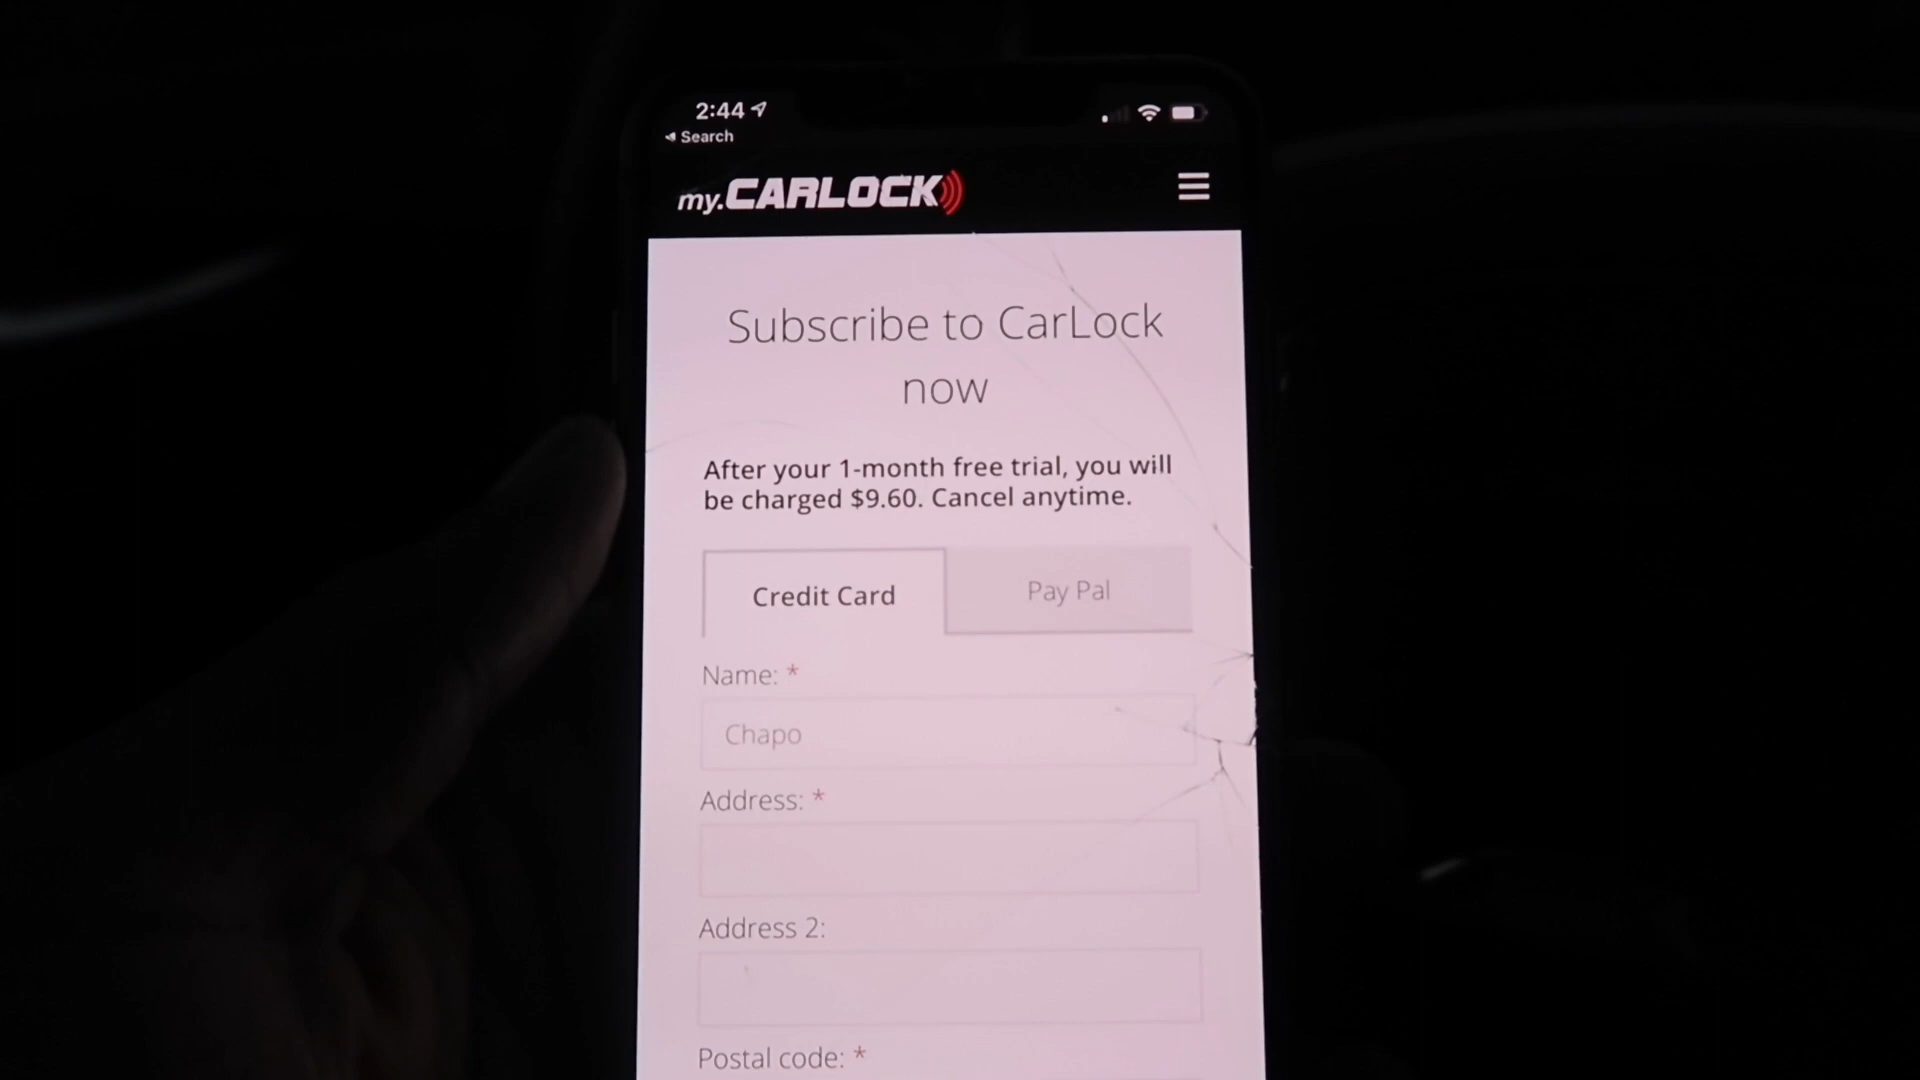 2:44
Search
my.CARLOCK
Subscribe to CarLock
now
After your 1-month free trial, you will
be charged $9.60. Cancel anytime.
Credit Card
Pay Pal
Name: *
Chapo
Address: *
Address 2:
Postal code: *